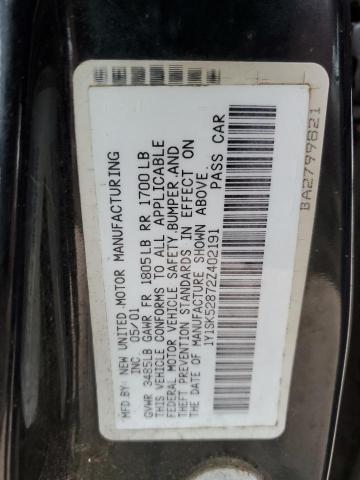 MFD.BY NEW UNITED MOTOR MANUFACTURING
INC 05/01
GVWR 3485LB GAWR FR 1805LB RR 1700LB
THIS VEHICLE CONFORMS TO ALL APPLICABLE
FEDERAL MOTOR VEHICLE SAFETY,BUMPER,AND
THEFT PREVENTION STANDARDS IN EFFECT ON
THE DATE OF MANUFACTURE SHOWN ABOVE
1Y1SK52872Z402191 PASS CAR
BA2799821